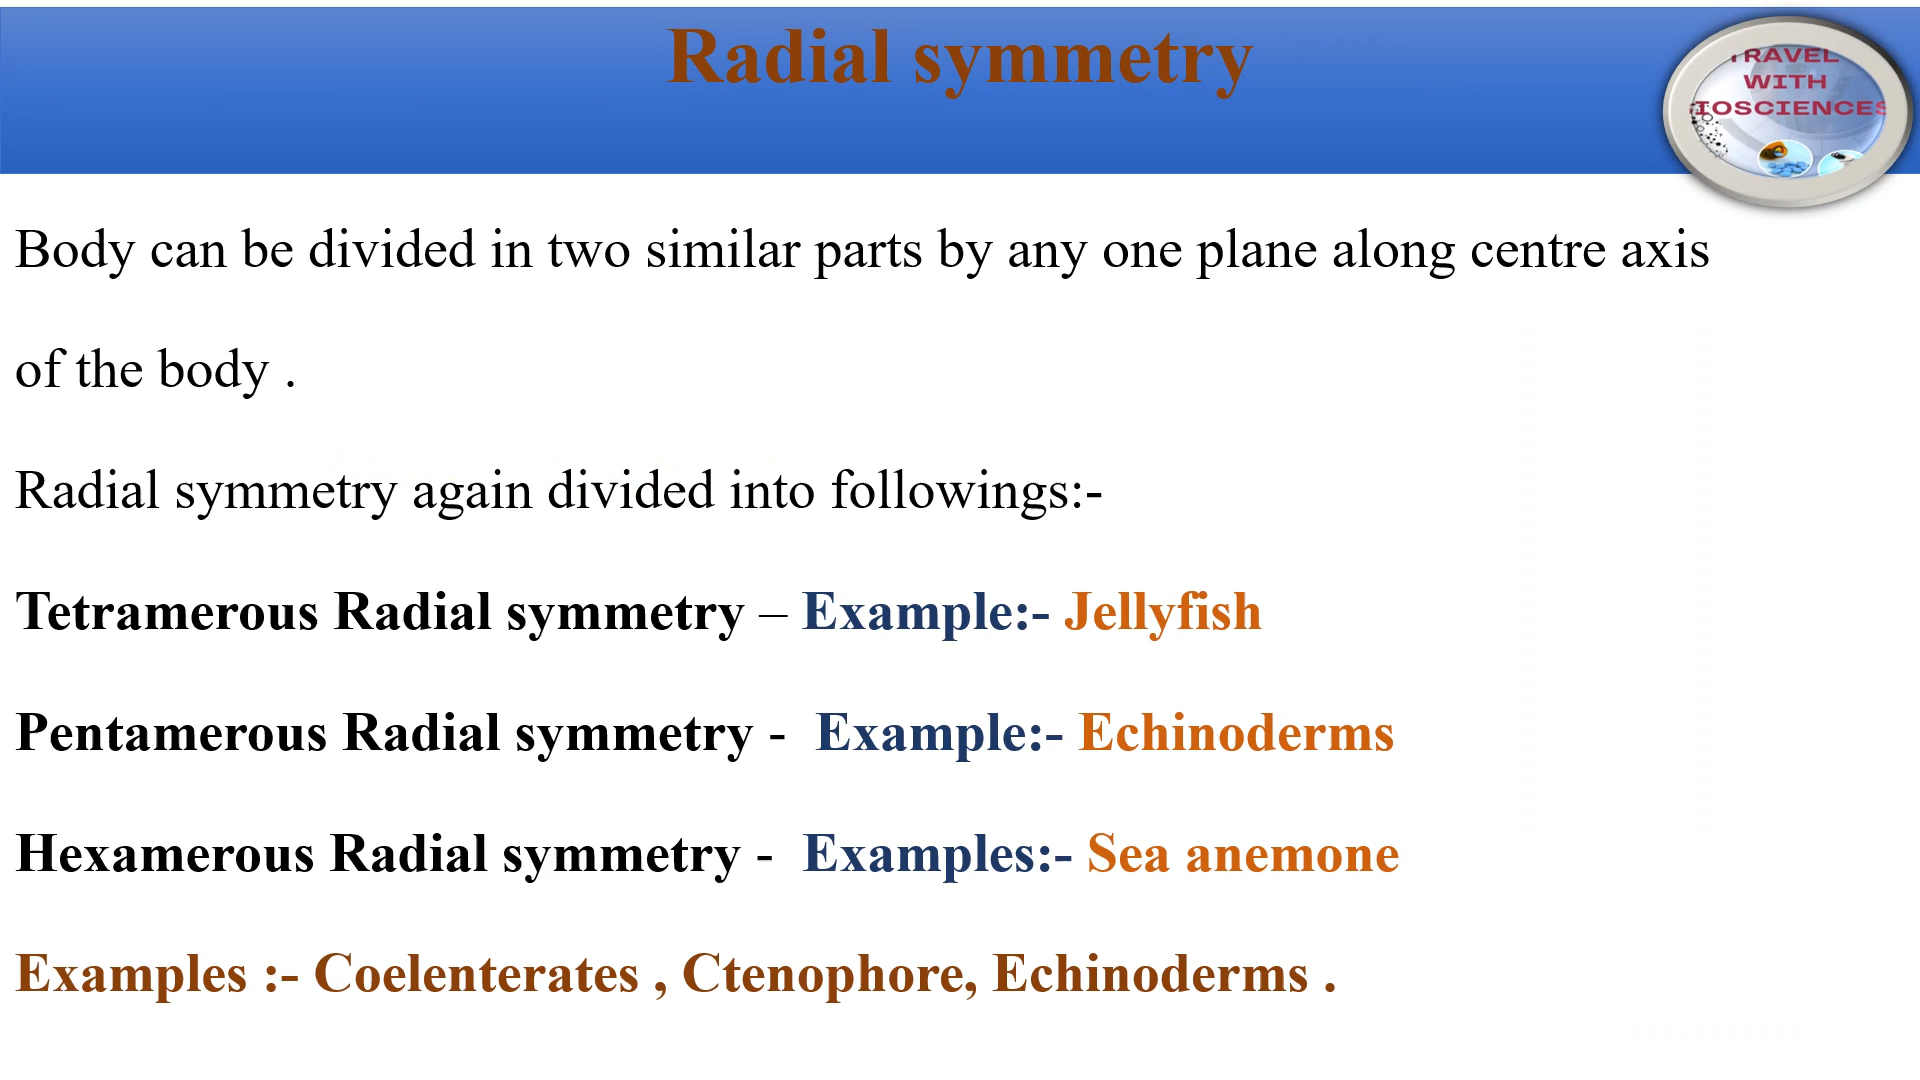 Radial symmetry
TRAVEL
WITH
IOSCIENCES
Body can be divided in two similar parts by any one plane along centre axis
of the body .
Radial symmetry again divided into followings:-
Tetramerous Radial symmetry – Example:- Jellyfish
Pentamerous Radial symmetry - Example:- Echinoderms
Hexamerous Radial symmetry - Examples:- Sea anemone
Examples :- Coelenterates , Ctenophore, Echinoderms .